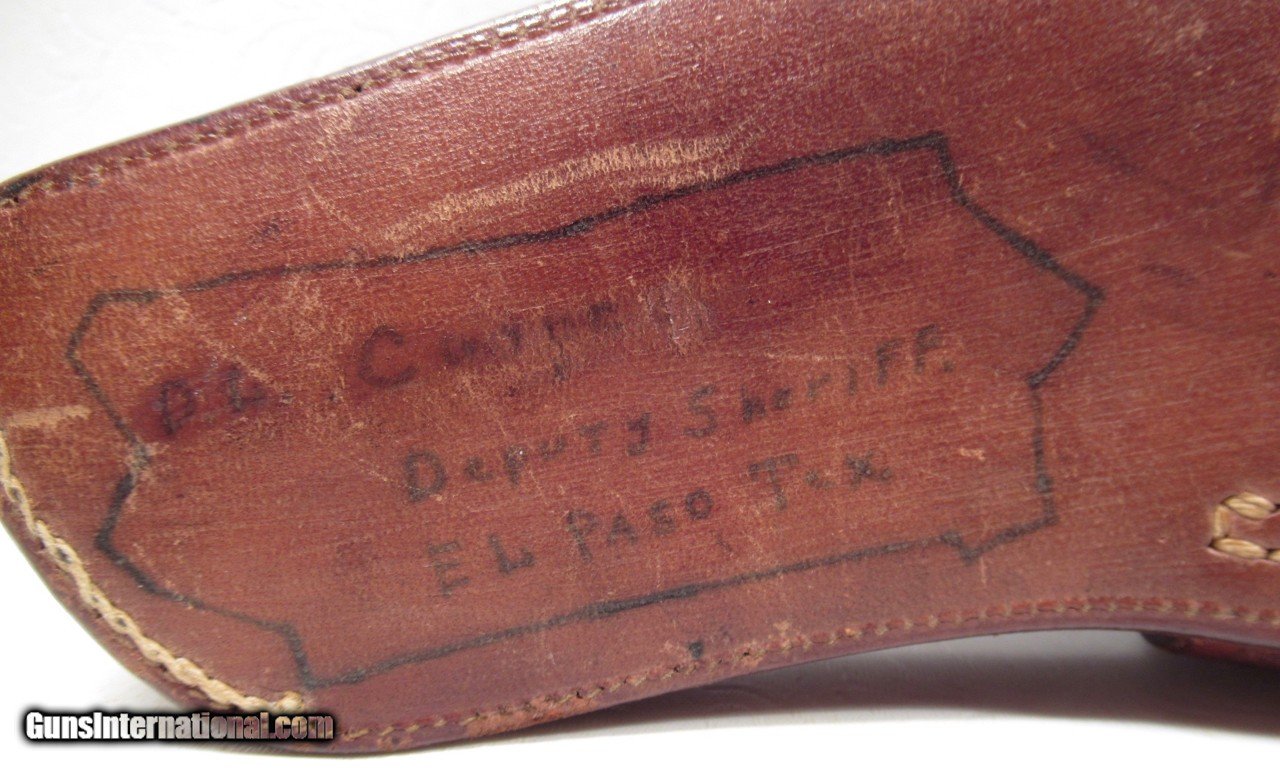 Deputy Sheriff.
EL PASO Tex
GunsInternational.com